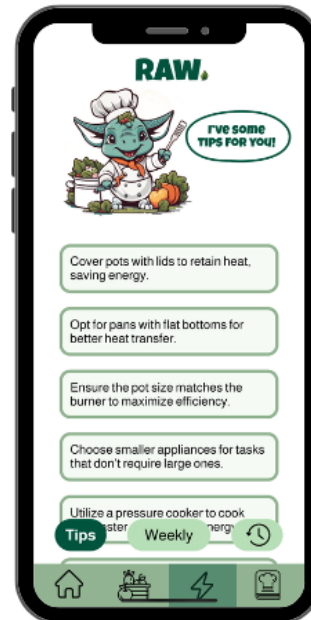 RAW.
I'VE SOME
TIPS FOR YOU!
Cover pots with lids to retain heat,
saving energy.
Opt for pans with flat bottoms for
better heat transfer.
Ensure the pot size matches the
burner to maximize efficiency.
Choose smaller appliances for tasks
that don't require large ones.
Utilize a pressure cooker to cook
Tips
Weekly